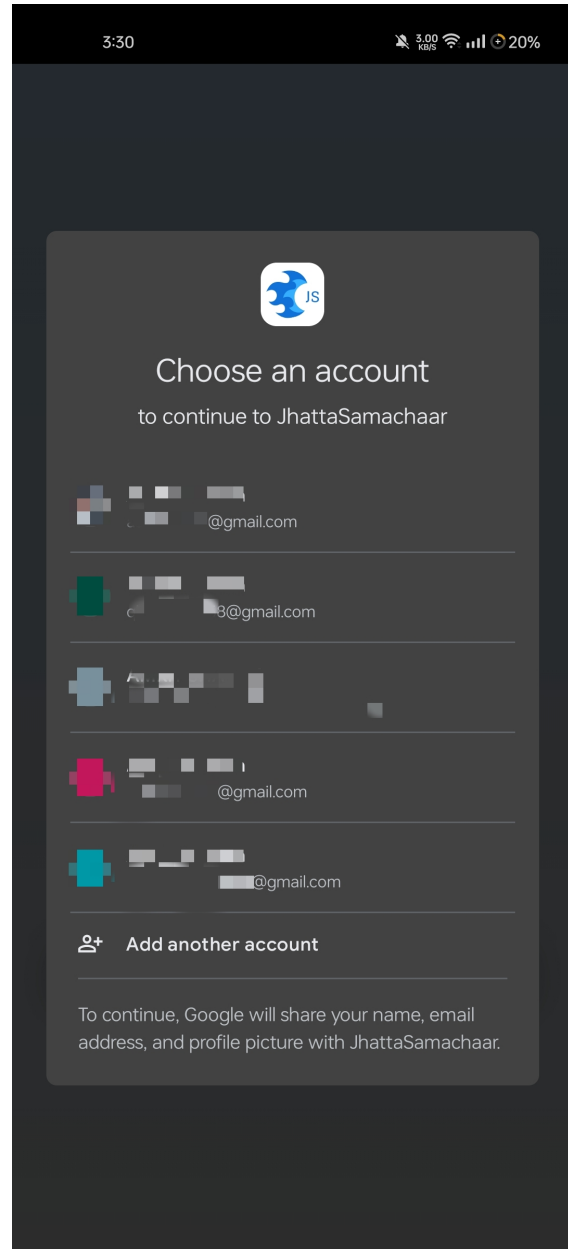 3:30
3.00 KB/S 20%
JS
Choose an account
to continue to JhattaSamachaar
@gmail.com
8@gmail.com
@gmail.com
@gmail.com
Add another account
To continue, Google will share your name, email
address, and profile picture with JhattaSamachaar.